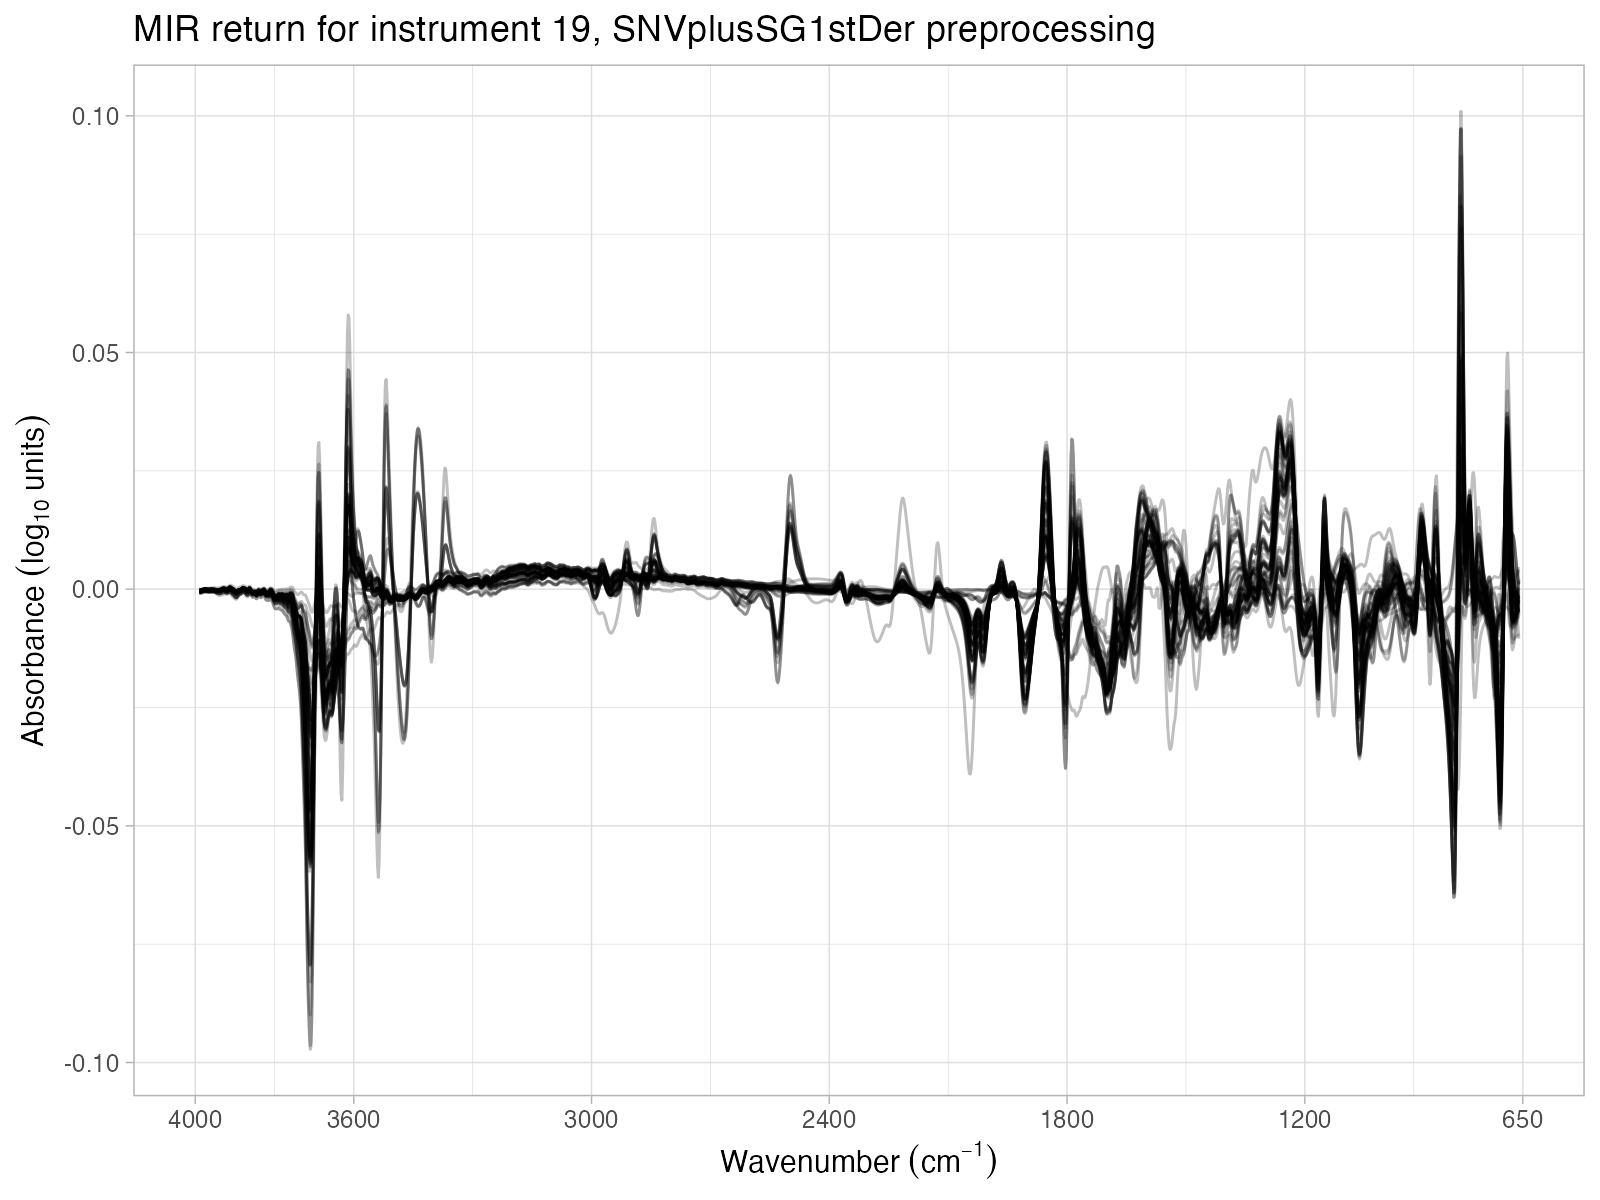 MIR return for instrument 19, SNVplusSG1stDer preprocessing
Absorbance (log₁₀ units)
0.10
0.05
0.00
-0.05
-0.10
4000 3600 3000 2400 1800 1200 650
Wavenumber (cm⁻¹)